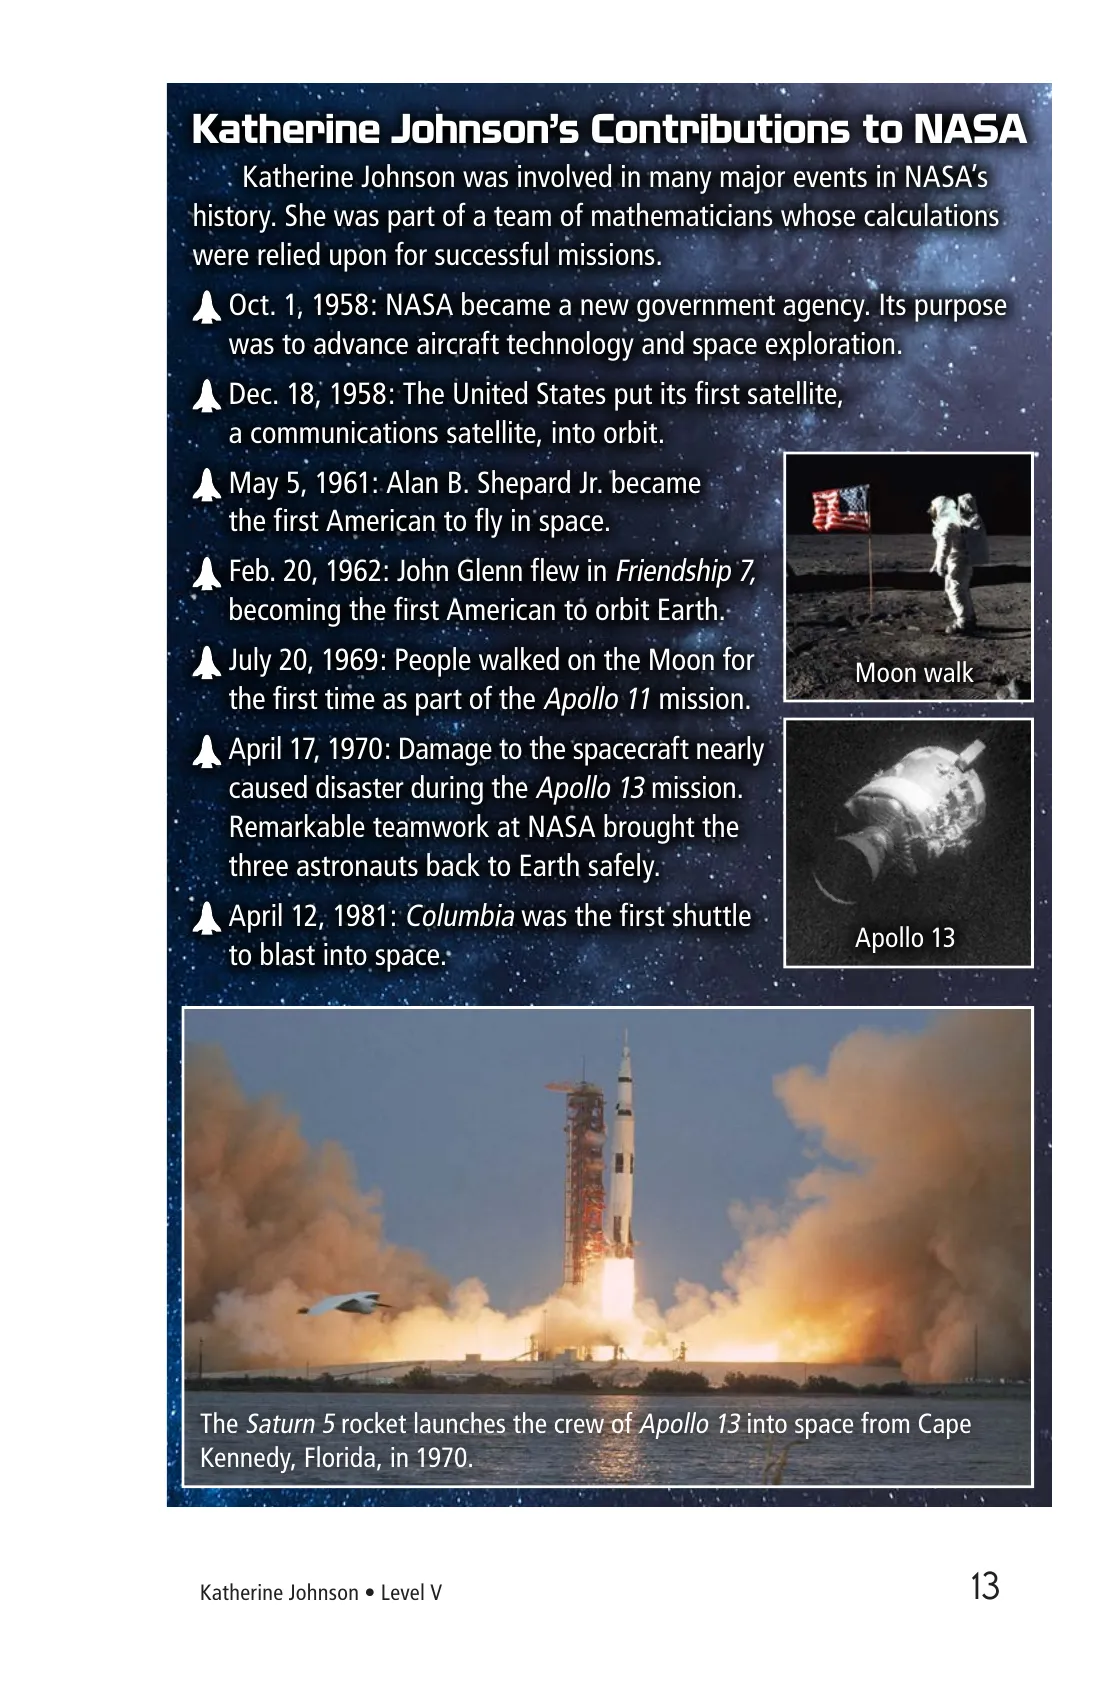 Katherine Johnson’s Contributions to NASA
Katherine Johnson was involved in many major events in NASA’s
history. She was part of a team of mathematicians whose calculations
were relied upon for successful missions.
Oct. 1, 1958: NASA became a new government agency. Its purpose
was to advance aircraft technology and space exploration.
Dec. 18, 1958: The United States put its first satellite,
a communications satellite, into orbit.
May 5, 1961: Alan B. Shepard Jr. became
the first American to fly in space.
Feb. 20, 1962: John Glenn flew in Friendship 7,
becoming the first American to orbit Earth.
July 20, 1969: People walked on the Moon for
the first time as part of the Apollo 11 mission.
Moon walk
April 17, 1970: Damage to the spacecraft nearly
caused disaster during the Apollo 13 mission.
Remarkable teamwork at NASA brought the
three astronauts back to Earth safely.
April 12, 1981: Columbia was the first shuttle
to blast into space.
Apollo 13
The Saturn 5 rocket launches the crew of Apollo 13 into space from Cape
Kennedy, Florida, in 1970.
Katherine Johnson • Level V
13